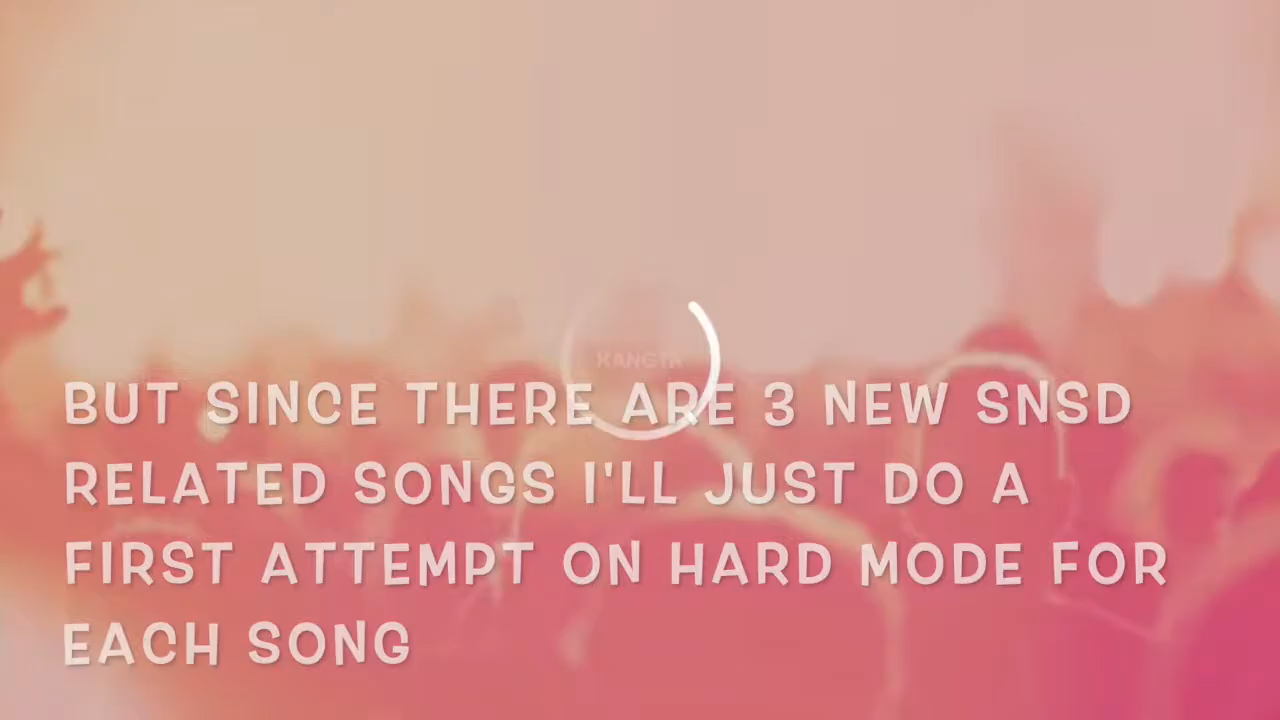 KANGTA
BUT SINCE THERE ARE 3 NEW SNSD
RELATED SONGS I'LL JUST DO A
FIRST ATTEMPT ON HARD MODE FOR
EACH SONG